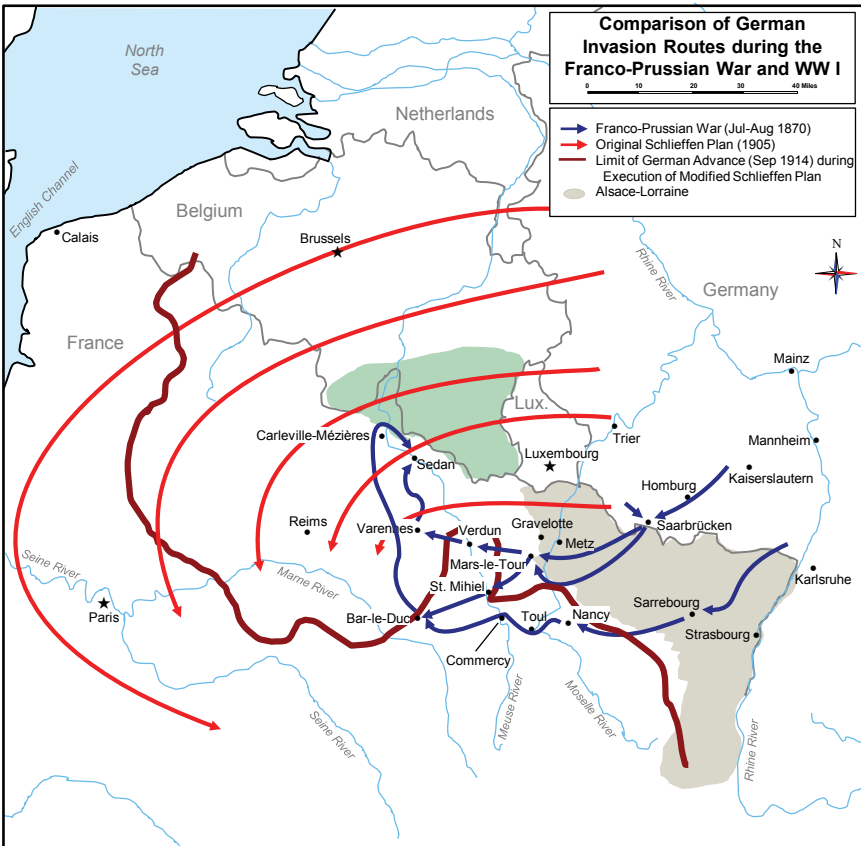 Comparison of German
Invasion Routes during the
Franco-Prussian War and WW I
0 10 20 30 40 Miles
Franco-Prussian War (Jul-Aug 1870)
Original Schlieffen Plan (1905)
Limit of German Advance (Sep 1914) during
Execution of Modified Schlieffen Plan
Alsace-Lorraine
North
Sea
Netherlands
English Channel
Belgium
Calais
Brussels
Rhine River
N
Germany
France
Mainz
Lux.
Carleville-Mézières
Trier
Mannheim
Luxembourg
Sedan
Kaiserslautern
Homburg
Reims
Varennes
Verdun
Gravelotte
Saarbrücken
Metz
Seine River
Mars-le-Tour
Marne River
Karlsruhe
St. Mihiel
Paris
Bar-le-Duc
Toul
Nancy
Sarrebourg
Strasbourg
Commercy
Seine River
Meuse River
Moselle River
Rhine River